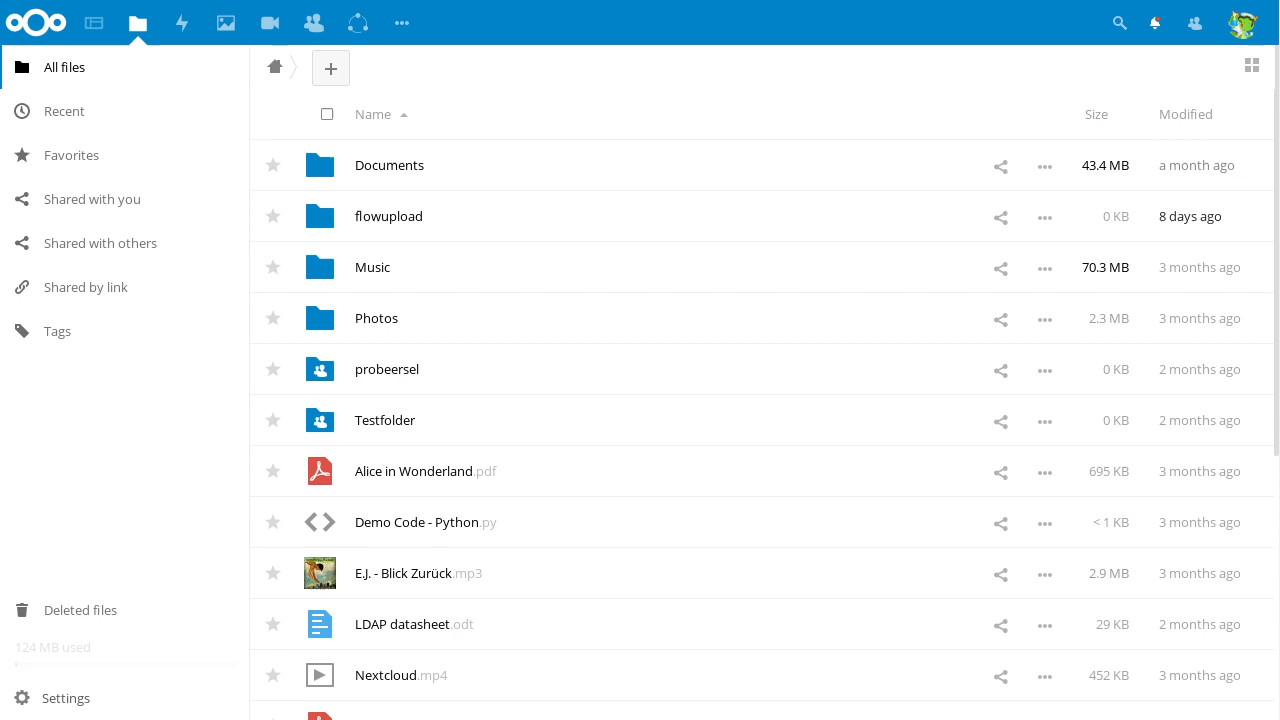 All files
Recent
Favorites
Shared with you
Shared with others
Shared by link
Tags
Deleted files
124 MB used
Settings
Name Size Modified
Documents 43.4 MB a month ago
flowupload 0 KB 8 days ago
Music 70.3 MB 3 months ago
Photos 2.3 MB 3 months ago
probeersel 0 KB 2 months ago
Testfolder 0 KB 2 months ago
Alice in Wonderland.pdf 695 KB 3 months ago
Demo Code - Python.py < 1 KB 3 months ago
E.J. - Blick Zurück.mp3 2.9 MB 3 months ago
LDAP datasheet.odt 29 KB 2 months ago
Nextcloud.mp4 452 KB 3 months ago